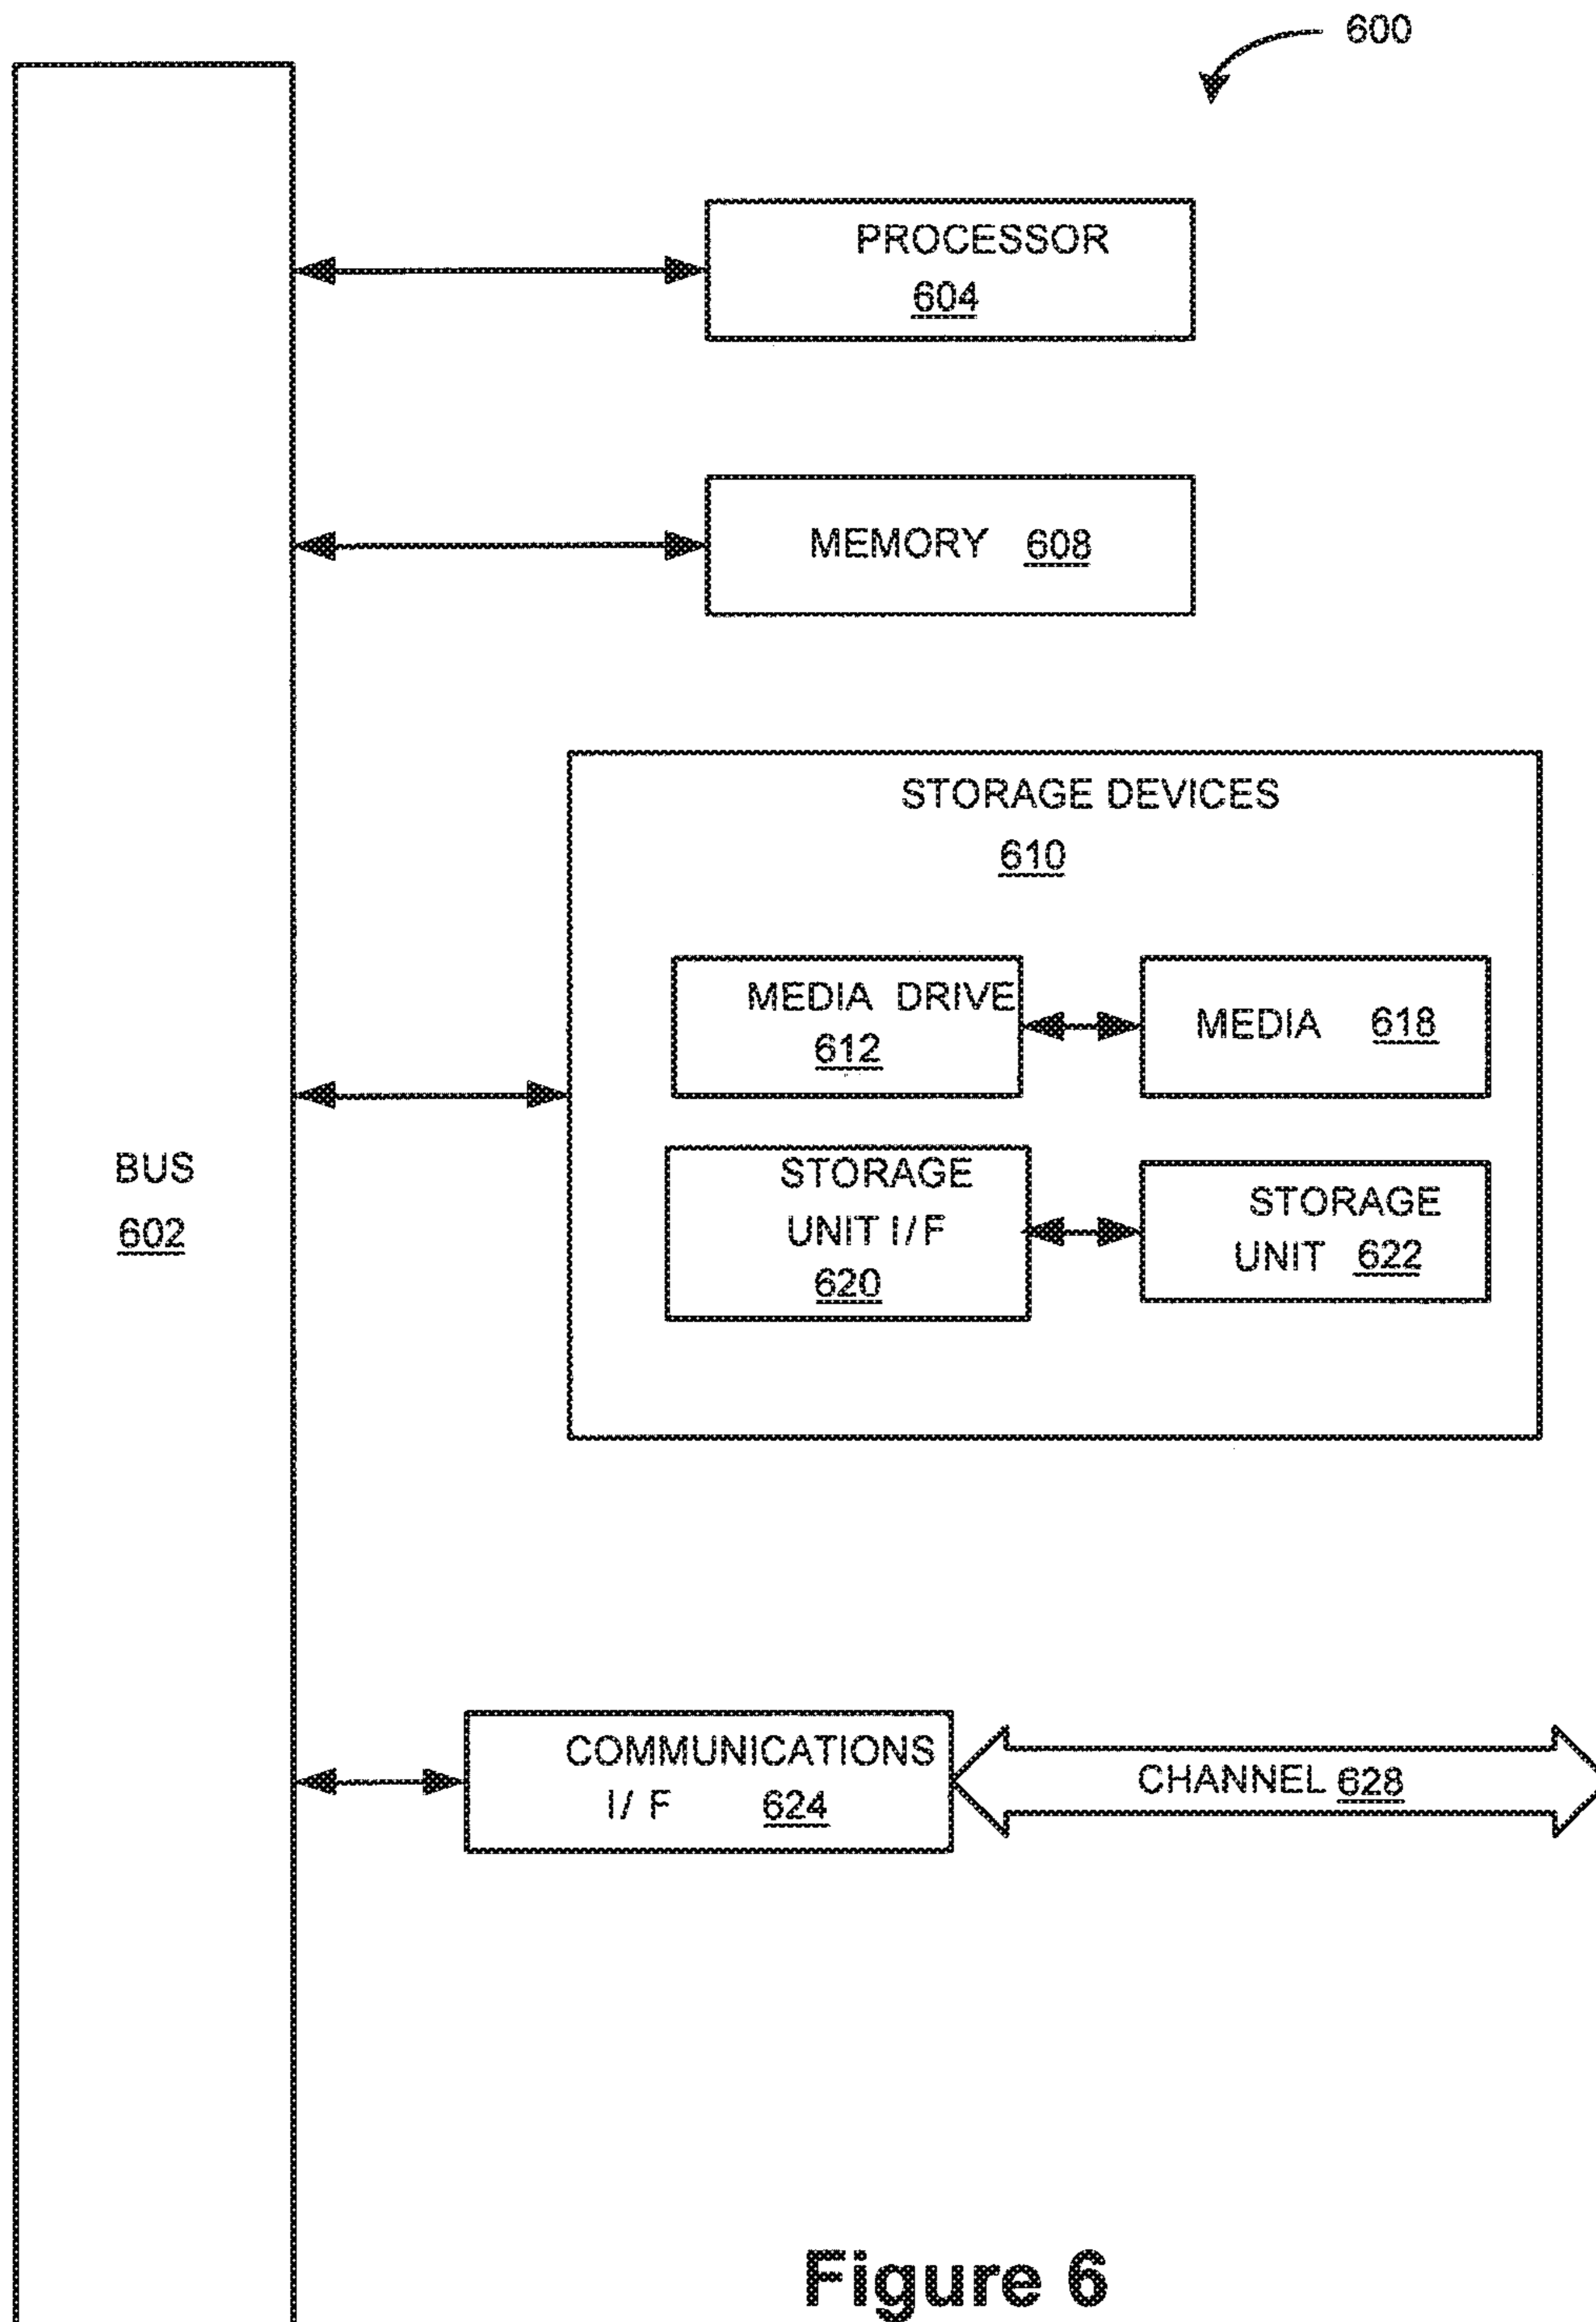 600
PROCESSOR
604
MEMORY 608
STORAGE DEVICES
610
MEDIA DRIVE
612
MEDIA 618
BUS
602
STORAGE
UNIT I/F
620
STORAGE
UNIT 622
COMMUNICATIONS
I/F 624
CHANNEL 628
Figure 6